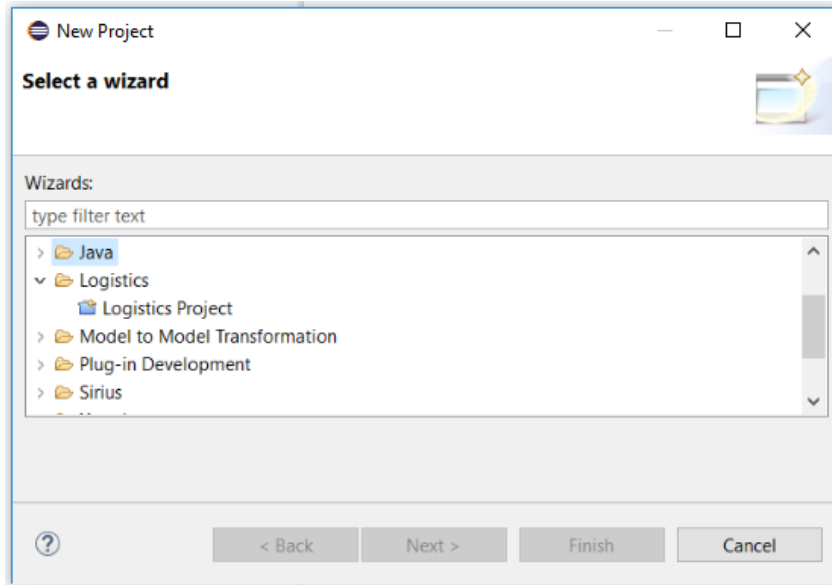 New Project
Select a wizard
Wizards:
type filter text
Java
Logistics
Logistics Project
Model to Model Transformation
Plug-in Development
Sirius
?
< Back Next > Finish Cancel